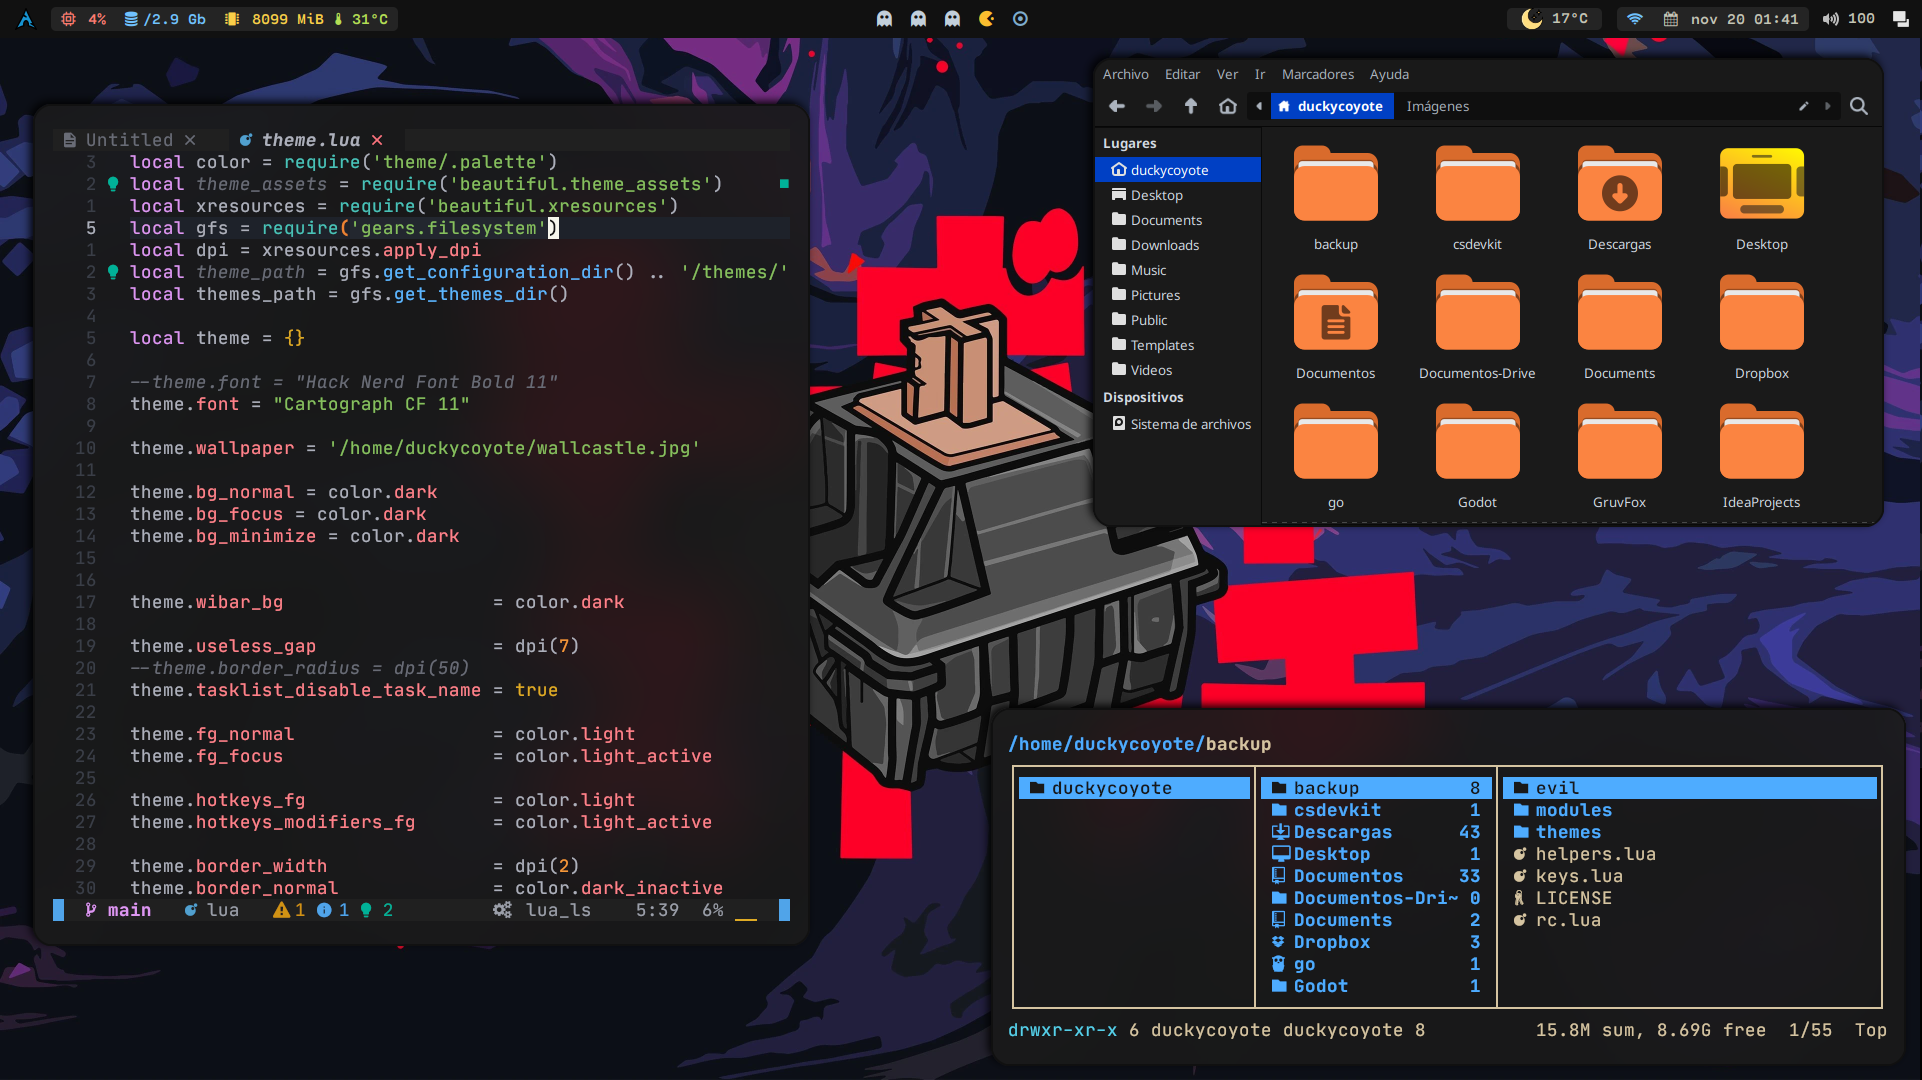 4% /2.9 Gb 8099 MiB 31°C
17°C nov 20 01:41 100
Untitled × theme.lua ×
3 local color = require('theme/.palette')
2 local theme_assets = require('beautiful.theme_assets')
1 local xresources = require('beautiful.xresources')
5 local gfs = require('gears.filesystem')
1 local dpi = xresources.apply_dpi
2 local theme_path = gfs.get_configuration_dir() .. '/themes/'
3 local themes_path = gfs.get_themes_dir()
4
5 local theme = {}
6
7 --theme.font = "Hack Nerd Font Bold 11"
8 theme.font = "Cartograph CF 11"
9
10 theme.wallpaper = '/home/duckycoyote/wallcastle.jpg'
11
12 theme.bg_normal = color.dark
13 theme.bg_focus = color.dark
14 theme.bg_minimize = color.dark
15
16
17 theme.wibar_bg = color.dark
18
19 theme.useless_gap = dpi(7)
20 --theme.border_radius = dpi(50)
21 theme.tasklist_disable_task_name = true
22
23 theme.fg_normal = color.light
24 theme.fg_focus = color.light_active
25
26 theme.hotkeys_fg = color.light
27 theme.hotkeys_modifiers_fg = color.light_active
28
29 theme.border_width = dpi(2)
30 theme.border_normal = color.dark_inactive
main lua 1 1 2 lua_ls 5:39 6%
Archivo Editar Ver Ir Marcadores Ayuda
duckycoyote Imágenes
Lugares
duckycoyote
Desktop
Documents
Downloads
Music
Pictures
Public
Templates
Videos
Dispositivos
Sistema de archivos
backup csdevkit Descargas Desktop
Documentos Documentos-Drive Documents Dropbox
go Godot GruvFox IdeaProjects
/home/duckycoyote/backup
duckycoyote backup 8 evil
csdevkit 1 modules
Descargas 43 themes
Desktop 1 helpers.lua
Documentos 33 keys.lua
Documentos-Dri~ 0 LICENSE
Documents 2 rc.lua
Dropbox 3
go 1
Godot 1
drwxr-xr-x 6 duckycoyote duckycoyote 8 15.8M sum, 8.69G free 1/55 Top